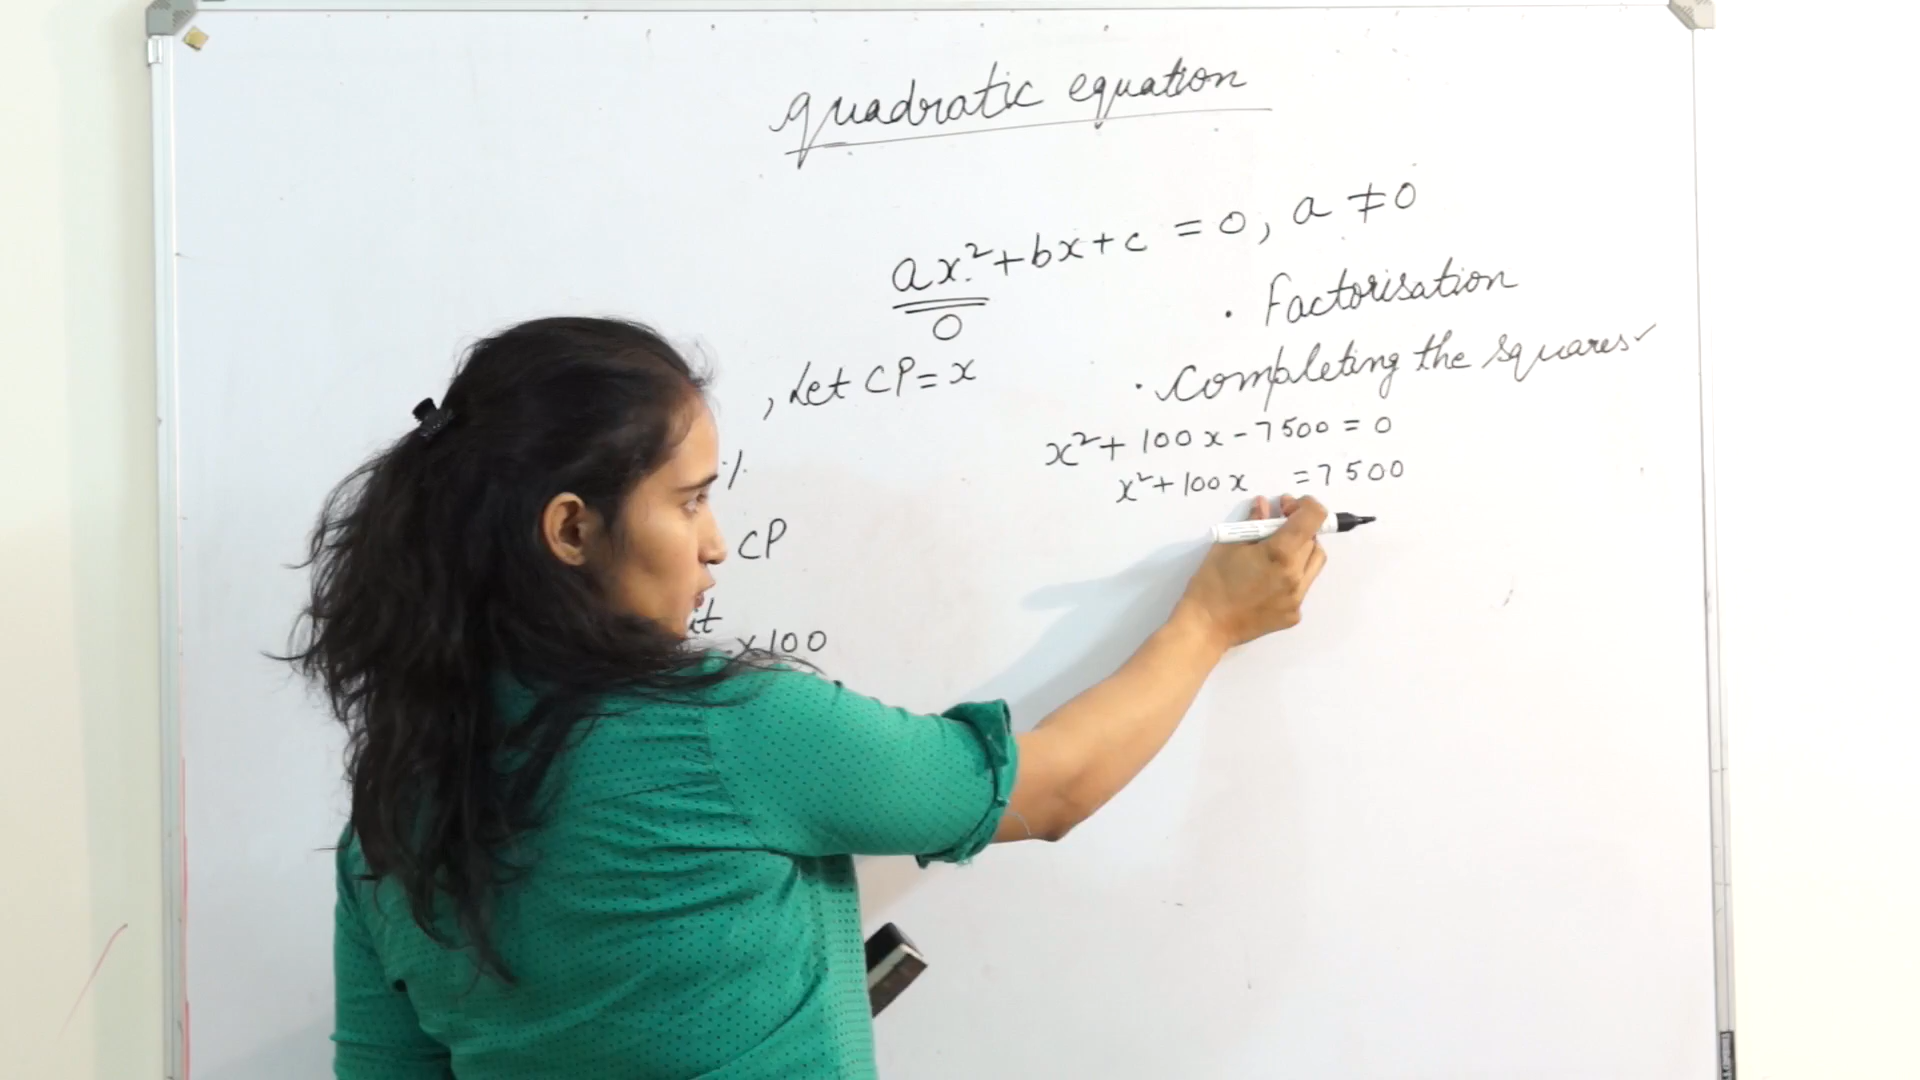 quadratic equation
ax²+bx+c = 0, a ≠ 0
0
, Let CP = x
%
CP
x100
· Factorisation
· Completing the squares ✓
x² + 100x - 7500 = 0
x² + 100x = 7500